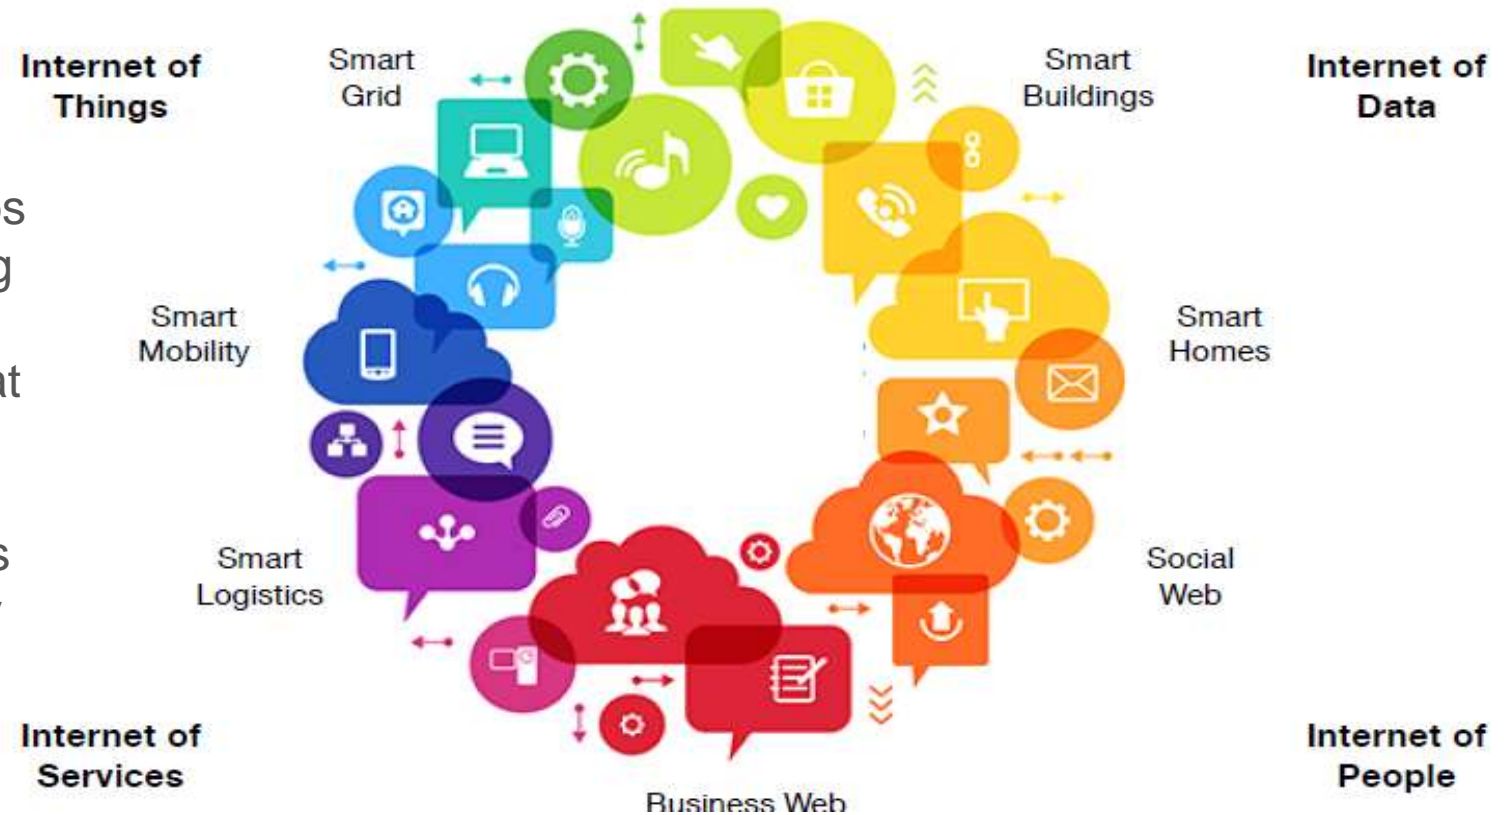 Internet of
Things
Smart
Grid
Smart
Buildings
Internet of
Data
Smart
Mobility
Smart
Homes
Smart
Logistics
Social
Web
Internet of
Services
Business Web
Internet of
People